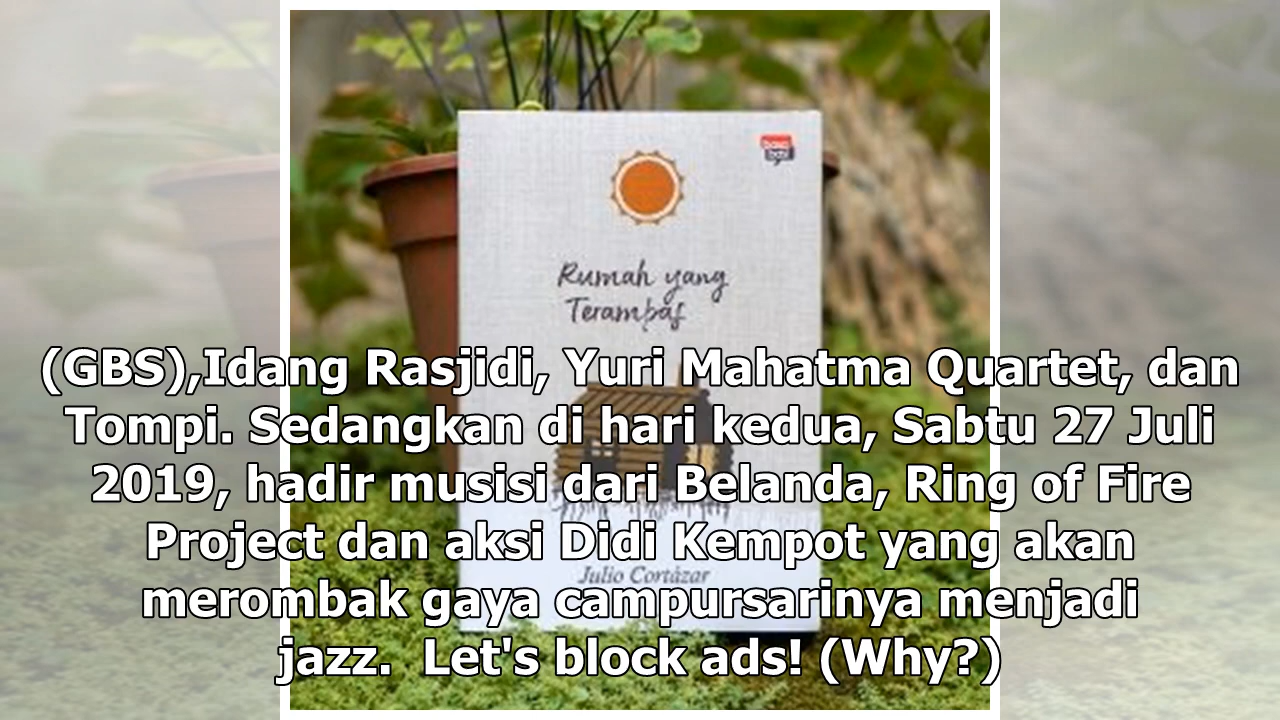 Rumah yang
Terampas
(GBS),Idang Rasjidi, Yuri Mahatma Quartet, dan
Tompi. Sedangkan di hari kedua, Sabtu 27 Juli
2019, hadir musisi dari Belanda, Ring of Fire
Project dan aksi Didi Kempot yang akan
Julio Cortázar
merombak gaya campursarinya menjadi
jazz.  Let's block ads! (Why?)